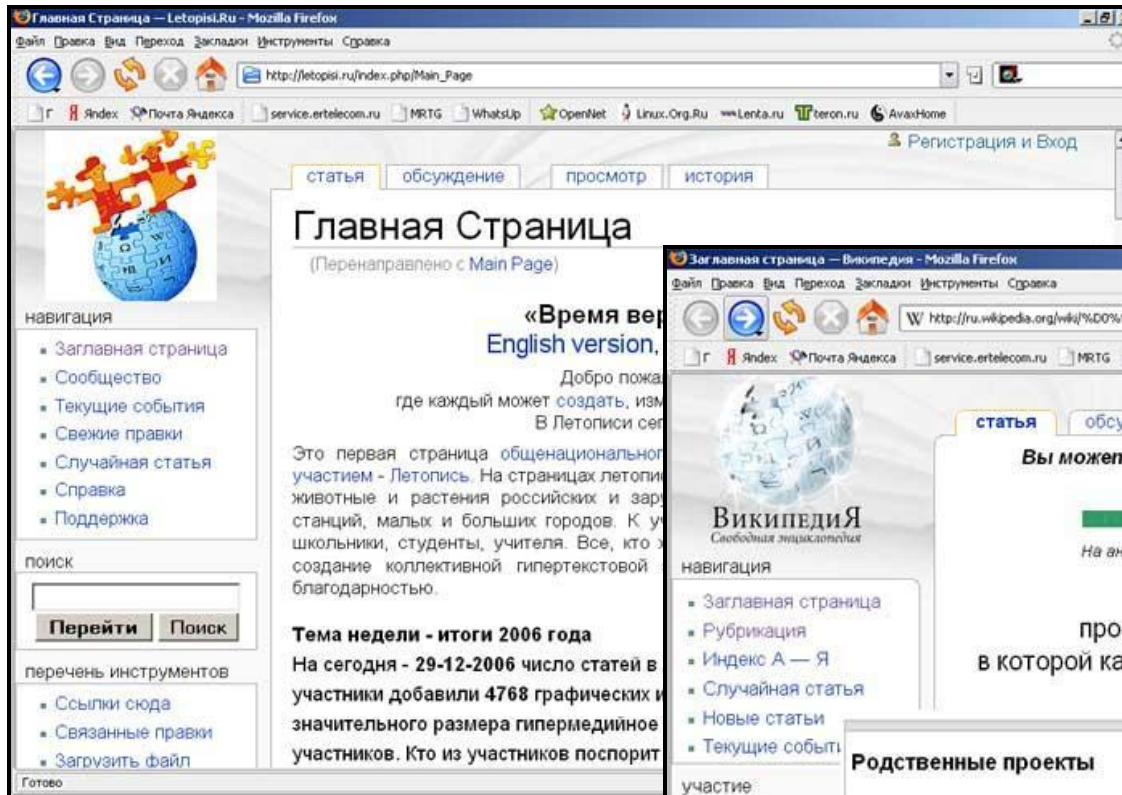 Главная Страница — Letopisi.Ru - Mozilla Firefox
Файл Правка Вид Переход Закладки Инструменты Справка
http://letopisi.ru/index.php/Main_Page
Г Яndex Почта Яндекса service.ertelecom.ru MRTG WhatsUp OpenNet Linux.Org.Ru Lenta.ru teron.ru AvaxHome
Регистрация и Вход
статья обсуждение просмотр история
Главная Страница
(Перенаправлено с Main Page)
«Время вер
English version,
Добро пожа
где каждый может создать, изм
В Летописи сег
Это первая страница общенациональног
участием - Летопись. На страницах летопис
животные и растения российских и зару
станций, малых и больших городов. К уч
школьники, студенты, учителя. Все, кто х
создание коллективной гипертекстовой
благодарностью.
Тема недели - итоги 2006 года
На сегодня - 29-12-2006 число статей в
участники добавили 4768 графических и
значительного размера гипермедийное
участников. Кто из участников поспорит
навигация
Заглавная страница
Сообщество
Текущие события
Свежие правки
Случайная статья
Справка
Поддержка
поиск
Перейти Поиск
перечень инструментов
Ссылки сюда
Связанные правки
Загрузить файл
Готово
Заглавная страница — Википедия - Mozilla Firefox
Файл Правка Вид Переход Закладки Инструменты Справка
W http://ru.wikipedia.org/wiki/%D0%
Г Яndex Почта Яндекса service.ertelecom.ru MRTG
ВикипедиЯ
Свободная энциклопедия
статья обсу
Вы может
На ан
про
в которой ка
навигация
Заглавная страница
Рубрикация
Индекс А — Я
Случайная статья
Новые статьи
Текущие событи
участие
Родственные проекты